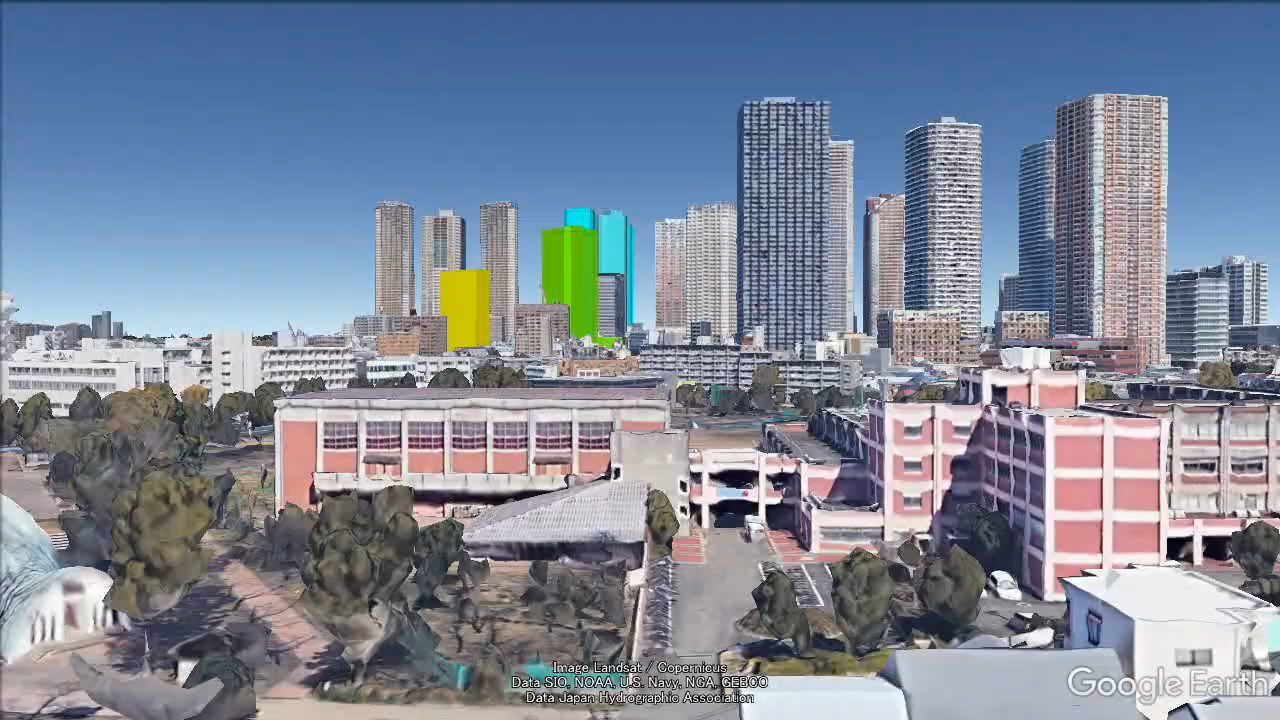 Image Landsat / Copernicus
Data SIO, NOAA, U.S. Navy, NGA, GEBCO
Data Japan Hydrographic Association
Google Earth